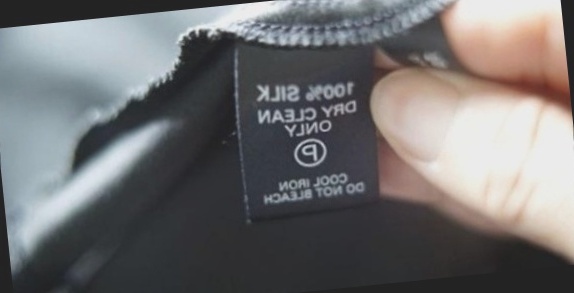 100% SILK
DRY CLEAN
ONLY
P
COOL IRON
DO NOT BLEACH